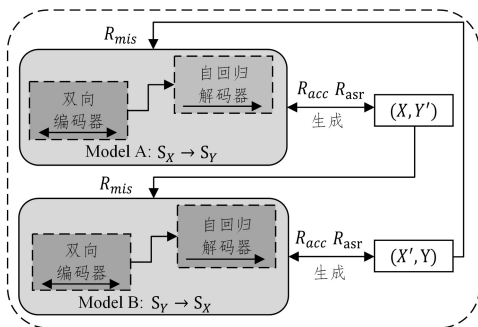 R_mis
自回归
解码器
双向
编码器
Model A: S_X → S_Y
R_acc R_asr
生成
(X, Y′)
R_mis
自回归
解码器
双向
编码器
Model B: S_Y → S_X
R_acc R_asr
生成
(X′, Y)